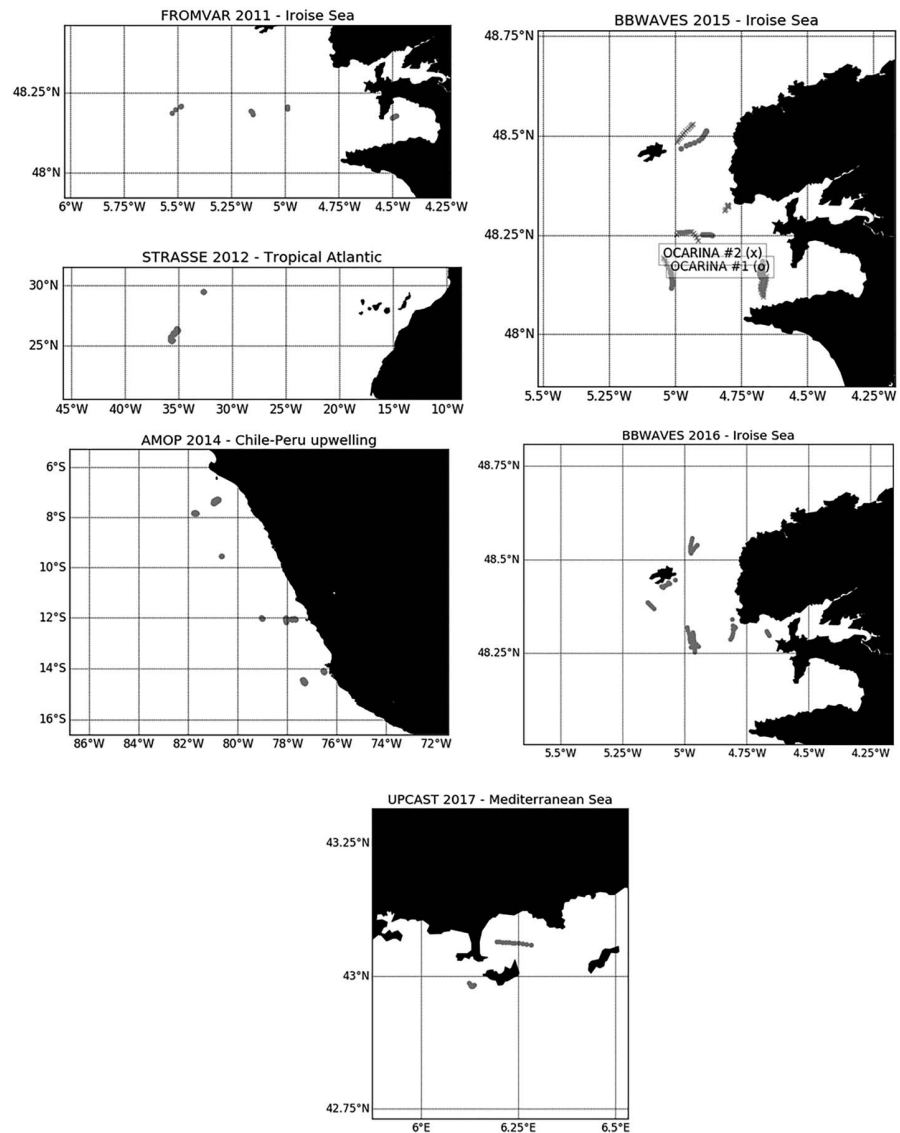 FROMVAR 2011 - Iroise Sea
48.25°N
48°N
6°W 5.75°W 5.5°W 5.25°W 5°W 4.75°W 4.5°W 4.25°W
BBWAVES 2015 - Iroise Sea
48.75°N
48.5°N
48.25°N
48°N
OCARINA #2 (x)
OCARINA #1 (o)
5.5°W 5.25°W 5°W 4.75°W 4.5°W 4.25°W
STRASSE 2012 - Tropical Atlantic
30°N
25°N
45°W 40°W 35°W 30°W 25°W 20°W 15°W 10°W
AMOP 2014 - Chile-Peru upwelling
6°S
8°S
10°S
12°S
14°S
16°S
86°W 84°W 82°W 80°W 78°W 76°W 74°W 72°W
BBWAVES 2016 - Iroise Sea
48.75°N
48.5°N
48.25°N
5.5°W 5.25°W 5°W 4.75°W 4.5°W 4.25°W
UPCAST 2017 - Mediterranean Sea
43.25°N
43°N
42.75°N
6°E 6.25°E 6.5°E